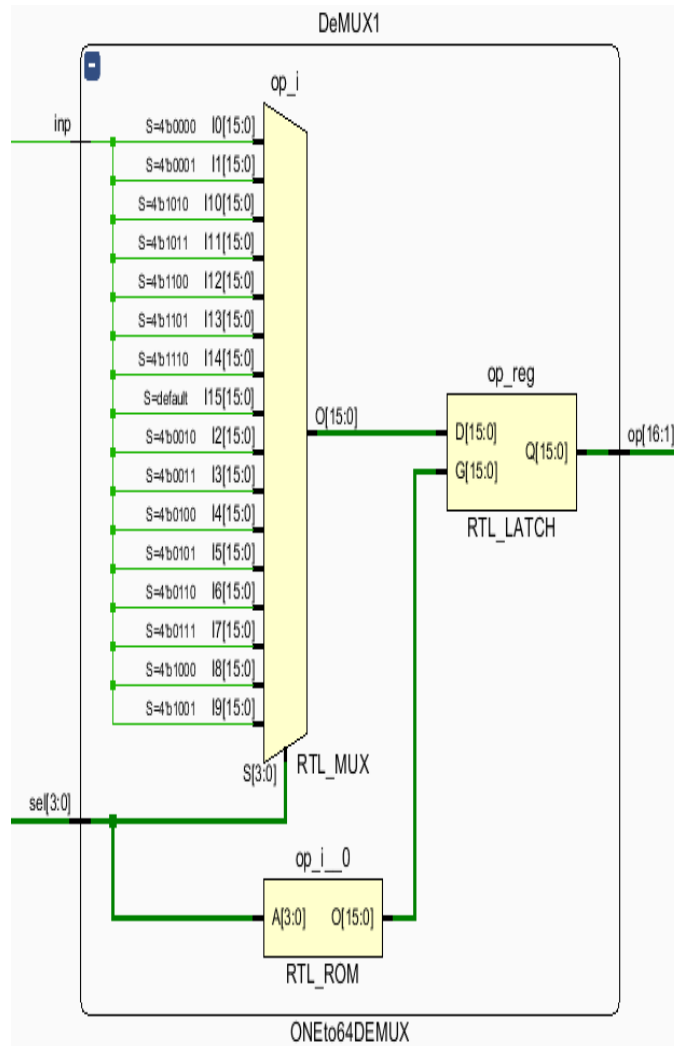 DeMUX1
op_i
inp
S=4'b0000 I0[15:0]
S=4'b0001 I1[15:0]
S=4'b1010 I10[15:0]
S=4'b1011 I11[15:0]
S=4'b1100 I12[15:0]
S=4'b1101 I13[15:0]
S=4'b1110 I14[15:0]
S=default I15[15:0]
S=4'b0010 I2[15:0]
S=4'b0011 I3[15:0]
S=4'b0100 I4[15:0]
S=4'b0101 I5[15:0]
S=4'b0110 I6[15:0]
S=4'b0111 I7[15:0]
S=4'b1000 I8[15:0]
S=4'b1001 I9[15:0]
O[15:0]
S[3:0]
RTL_MUX
op_reg
D[15:0]
G[15:0]
Q[15:0]
RTL_LATCH
op[16:1]
sel[3:0]
op_i__0
A[3:0] O[15:0]
RTL_ROM
ONEto64DEMUX